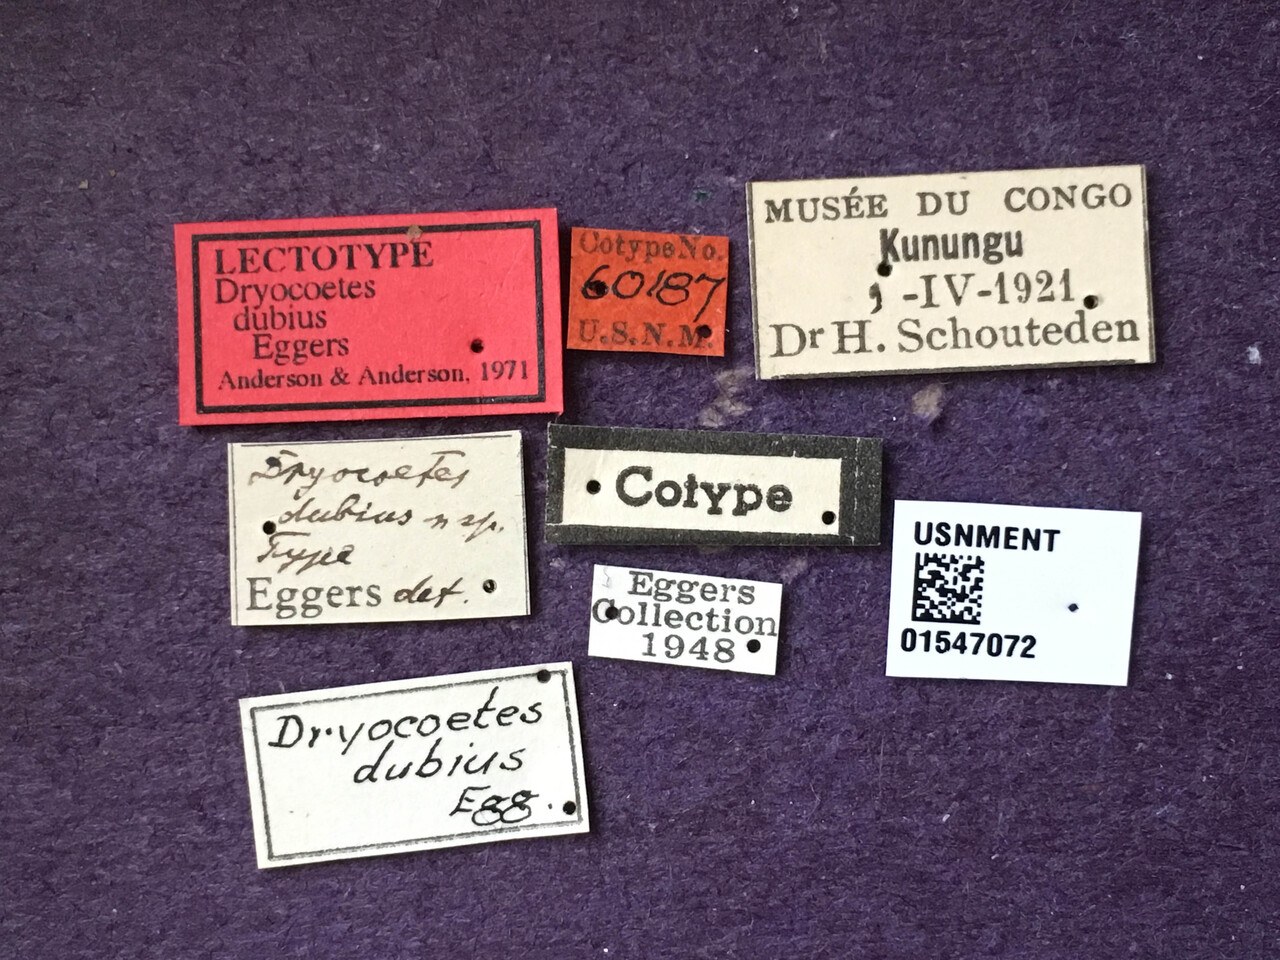 LECTOTYPE
Dryocoetes
dubius
Eggers
Anderson & Anderson, 1971
Cotype No.
60187
U.S.N.M.
MUSÉE DU CONGO
Kunungu
-IV-1921
Dr H. Schouteden
Dryocoetes
dubius n sp.
Type
Eggers det.
Cotype
Eggers
Collection
1948
USNMENT
01547072
Dryocoetes
dubius
Egg.